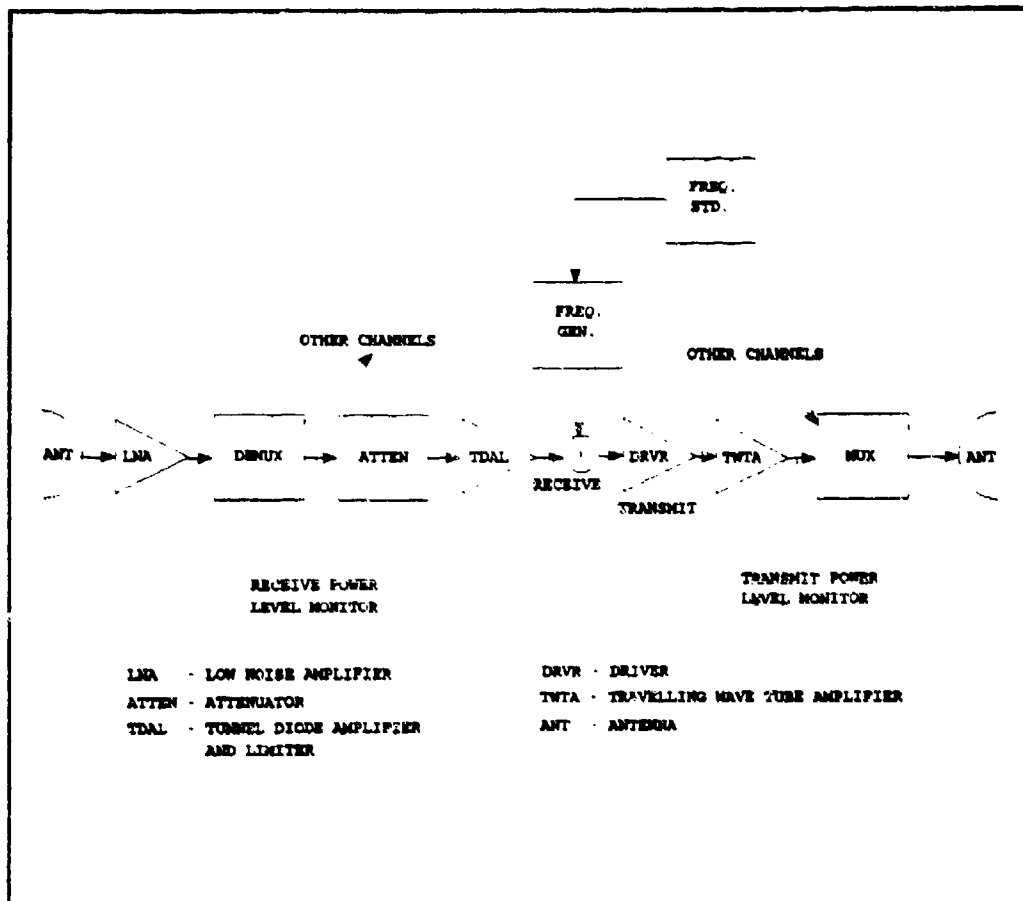 FREQ.
STD.
FREQ.
GEN.
OTHER CHANNELS
OTHER CHANNELS
ANT LNA DEMUX ATTEN TDAL DRVR TWTA MUX ANT
RECEIVE
TRANSMIT
RECEIVE POWER
LEVEL MONITOR
TRANSMIT POWER
LEVEL MONITOR
LNA - LOW NOISE AMPLIFIER
ATTEN - ATTENUATOR
TDAL - TUNNEL DIODE AMPLIFIER
AND LIMITER
DRVR - DRIVER
TWTA - TRAVELLING WAVE TUBE AMPLIFIER
ANT - ANTENNA